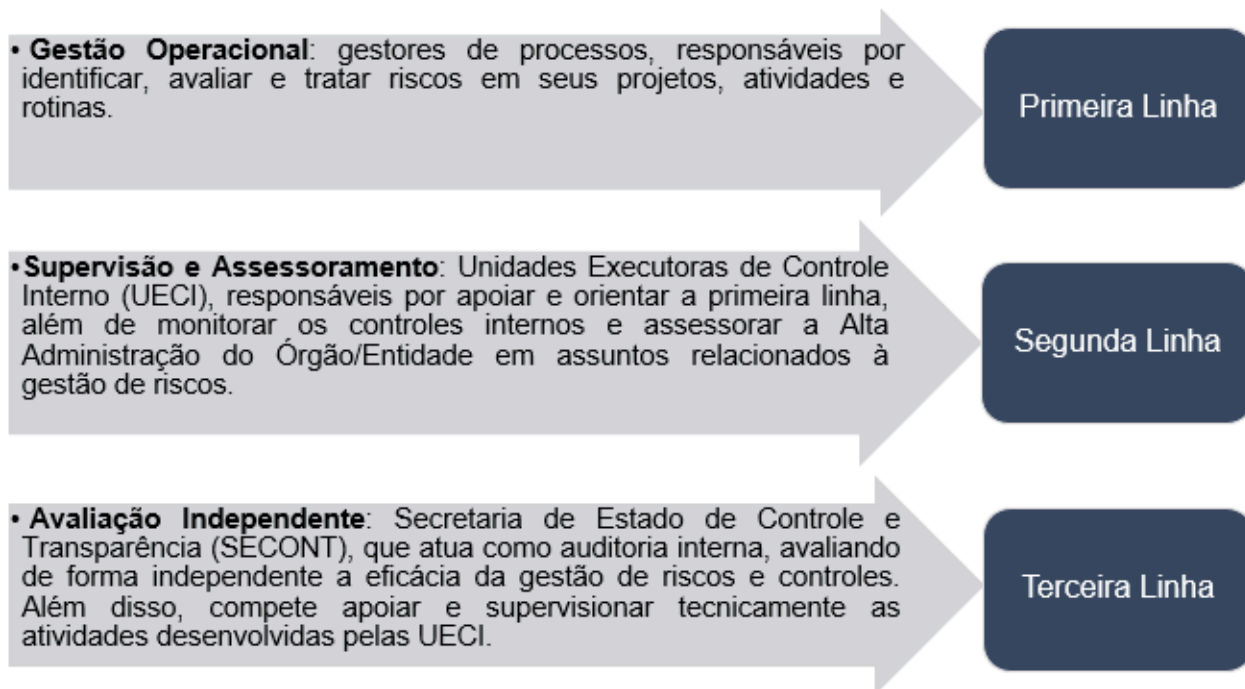 • Gestão Operacional: gestores de processos, responsáveis por
identificar, avaliar e tratar riscos em seus projetos, atividades e
rotinas.
Primeira Linha
•Supervisão e Assessoramento: Unidades Executoras de Controle
Interno (UECI), responsáveis por apoiar e orientar a primeira linha,
além de monitorar os controles internos e assessorar a Alta
Administração do Órgão/Entidade em assuntos relacionados à
gestão de riscos.
Segunda Linha
• Avaliação Independente: Secretaria de Estado de Controle e
Transparência (SECONT), que atua como auditoria interna, avaliando
de forma independente a eficácia da gestão de riscos e controles.
Além disso, compete apoiar e supervisionar tecnicamente as
atividades desenvolvidas pelas UECI.
Terceira Linha